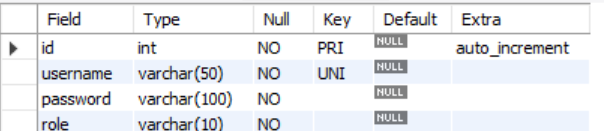 Field Type Null Key Default Extra
id int NO PRI NULL auto_increment
username varchar(50) NO UNI NULL
password varchar(100) NO NULL
role varchar(10) NO NULL